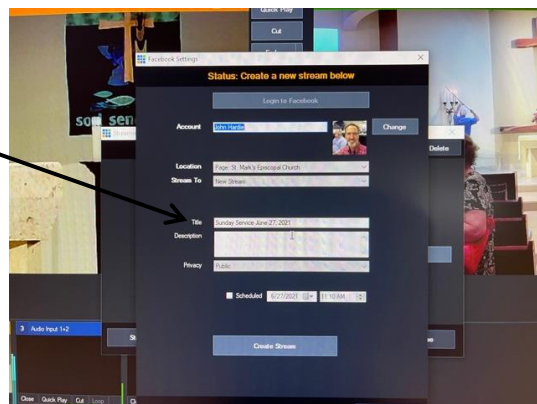 Quick Play
Cut
Facebook Settings
Status: Create a new stream below
Login to Facebook
Account John Hardie Change
Delete
Location Page: St. Mark's Episcopal Church
Stream To New Stream
Title Sunday Service June 27, 2021
Description
Privacy Public
Scheduled 6/27/2021 11:10 AM
3 Audio Input 1+2
Create Stream
Close Quick Play Cut Loop